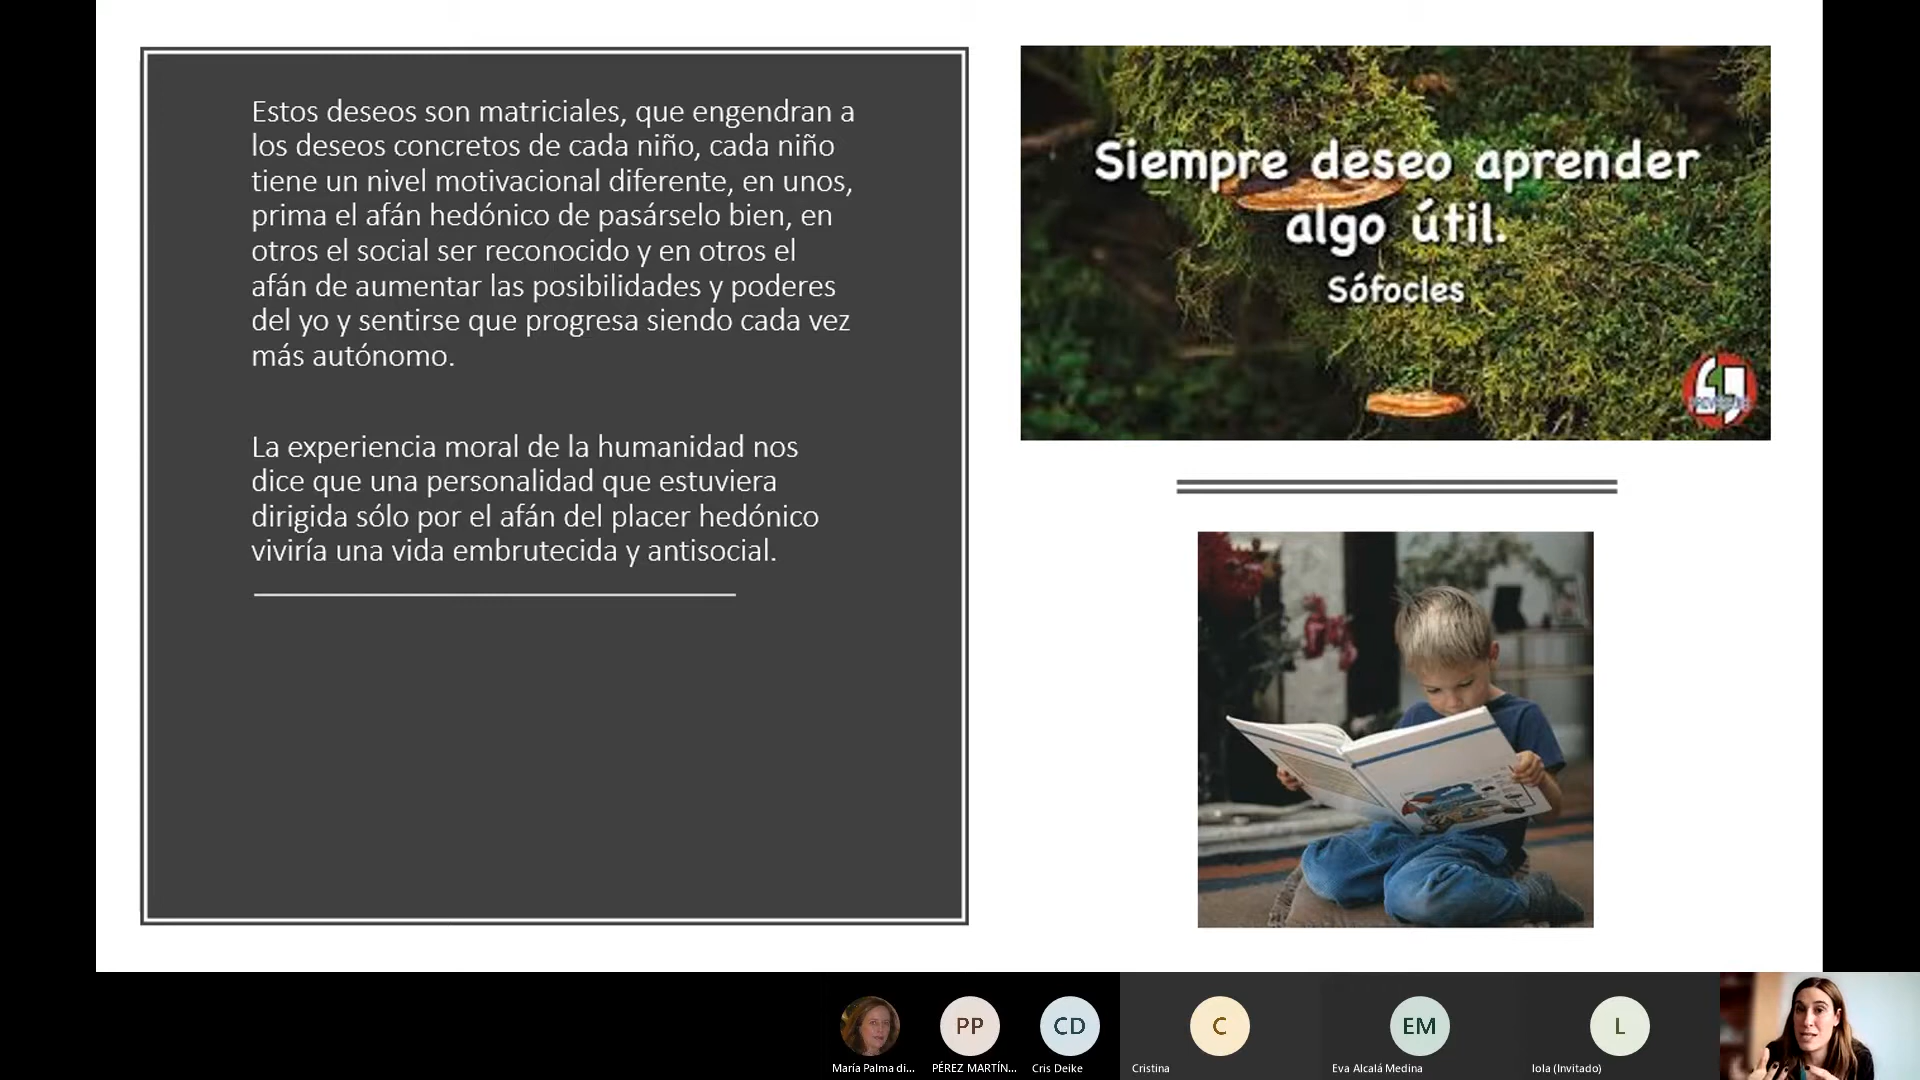 Estos deseos son matriciales, que engendran a
los deseos concretos de cada niño, cada niño
tiene un nivel motivacional diferente, en unos,
prima el afán hedónico de pasárselo bien, en
otros el social ser reconocido y en otros el
afán de aumentar las posibilidades y poderes
del yo y sentirse que progresa siendo cada vez
más autónomo.
La experiencia moral de la humanidad nos
dice que una personalidad que estuviera
dirigida sólo por el afán del placer hedónico
viviría una vida embrutecida y antisocial.
Siempre deseo aprender
algo útil.
Sófocles
PP
CD
C
EM
L
María Palma di...
PÉREZ MARTÍN...
Cris Deike
Cristina
Eva Alcalá Medina
lola (Invitado)